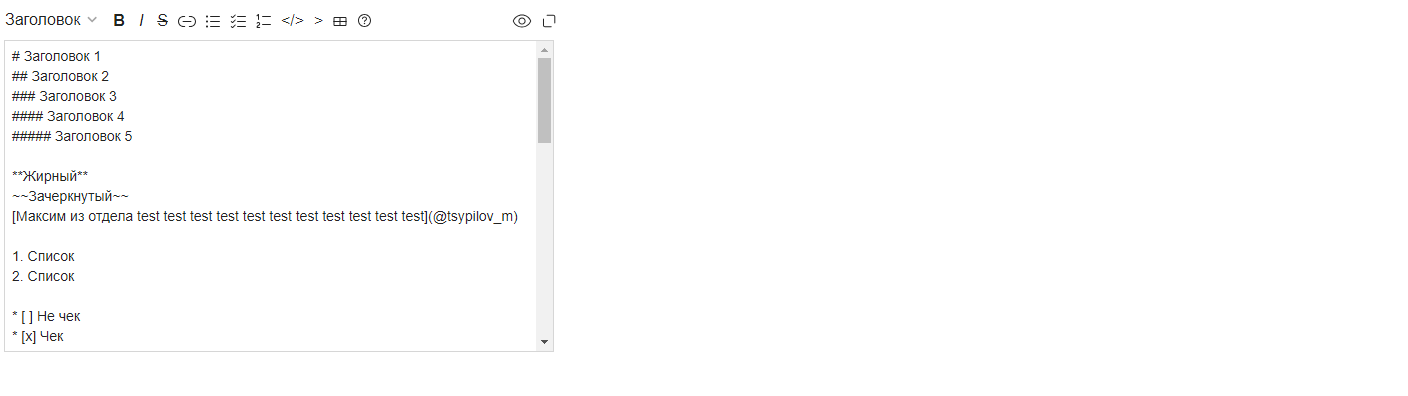 Заголовок B I S </> >
# Заголовок 1
## Заголовок 2
### Заголовок 3
#### Заголовок 4
##### Заголовок 5
**Жирный**
~~Зачеркнутый~~
[Максим из отдела test test test test test test test test test test test](@tsypilov_m)
1. Список
2. Список
* [ ] Не чек
* [x] Чек